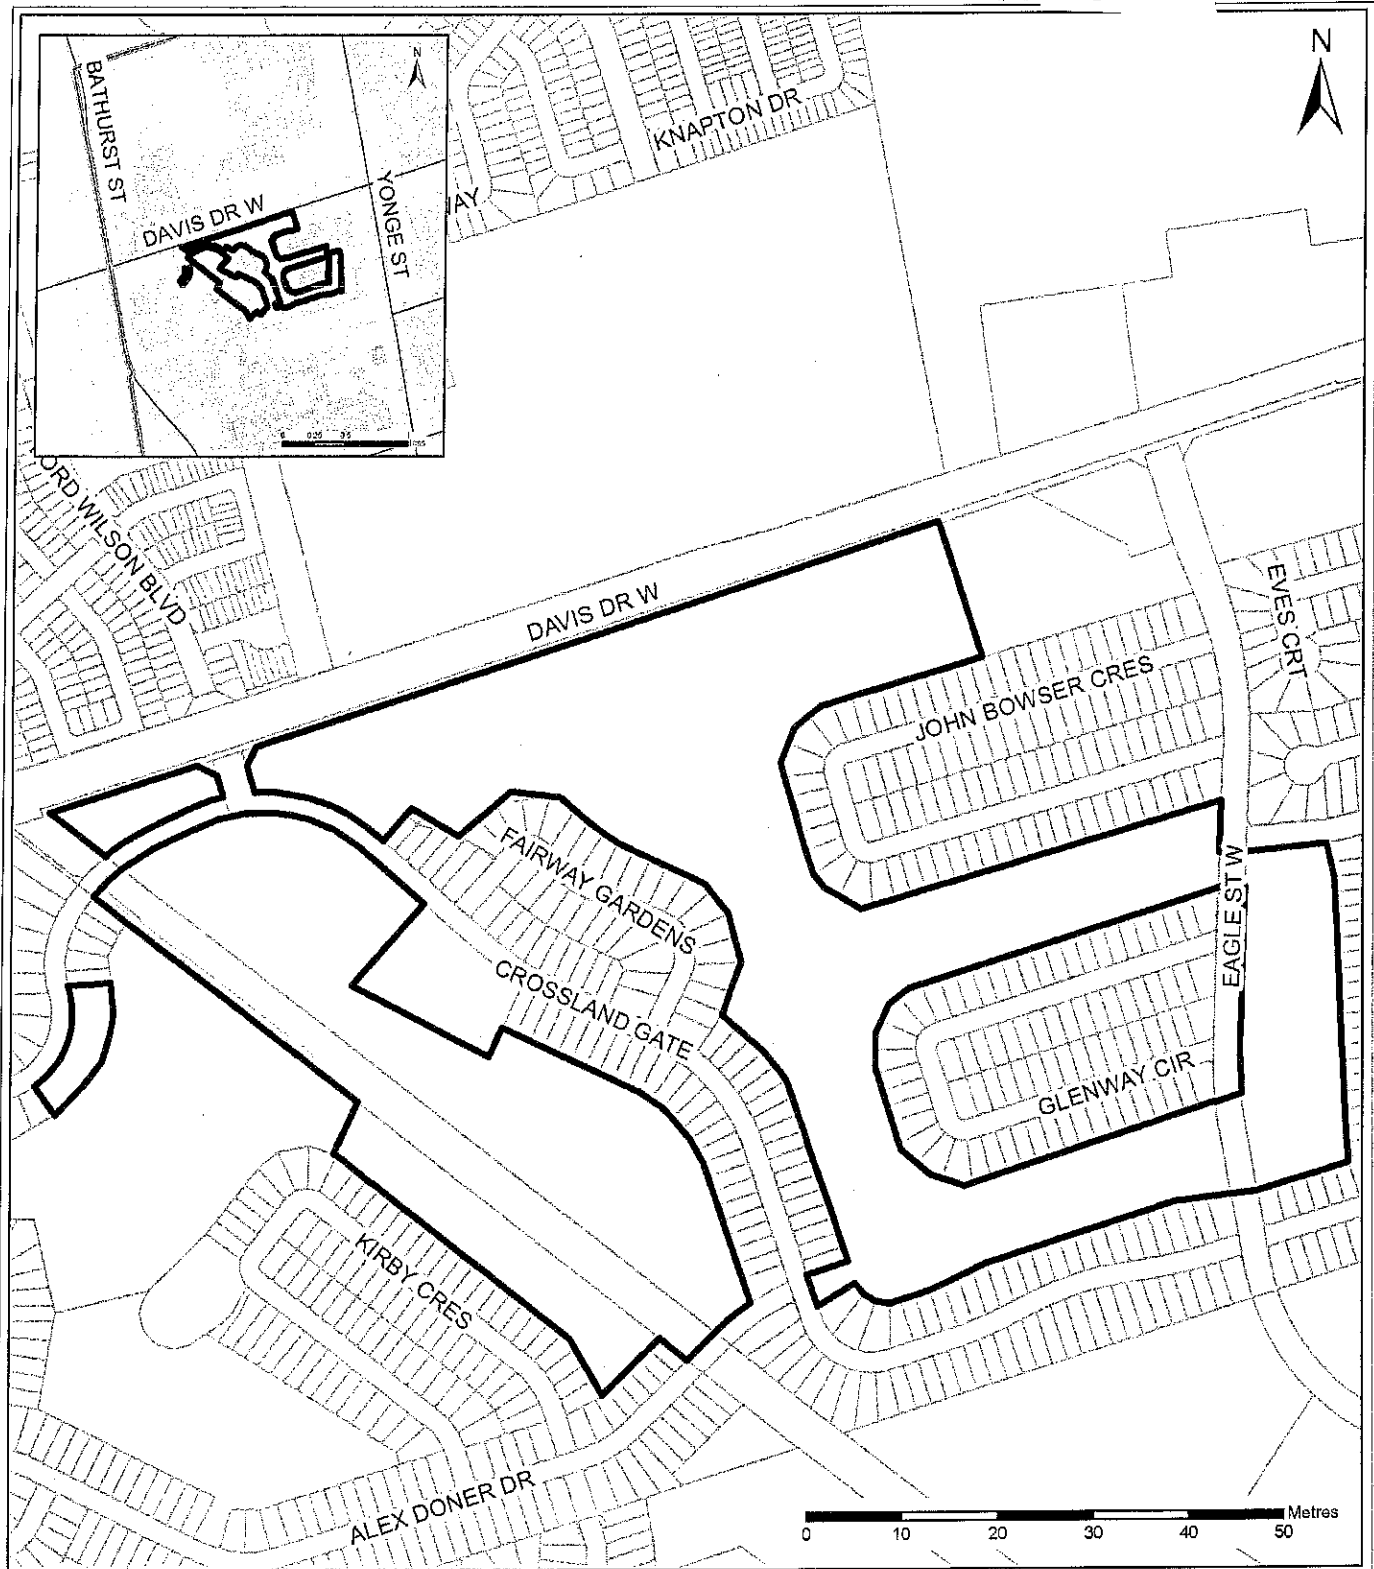 N
BATHURST ST
N
DAVIS DR W
YONGE ST
KNAPTON DR
ORD WILSON BLVD
DAVIS DR W
EVES CRT
JOHN BOWSER CRES
FAIRWAY GARDENS
EAGLE ST W
CROSSLAND GATE
GLENWAY CIR
KIRBY CRES
ALEX DONER DR
Metres
0 10 20 30 40 50